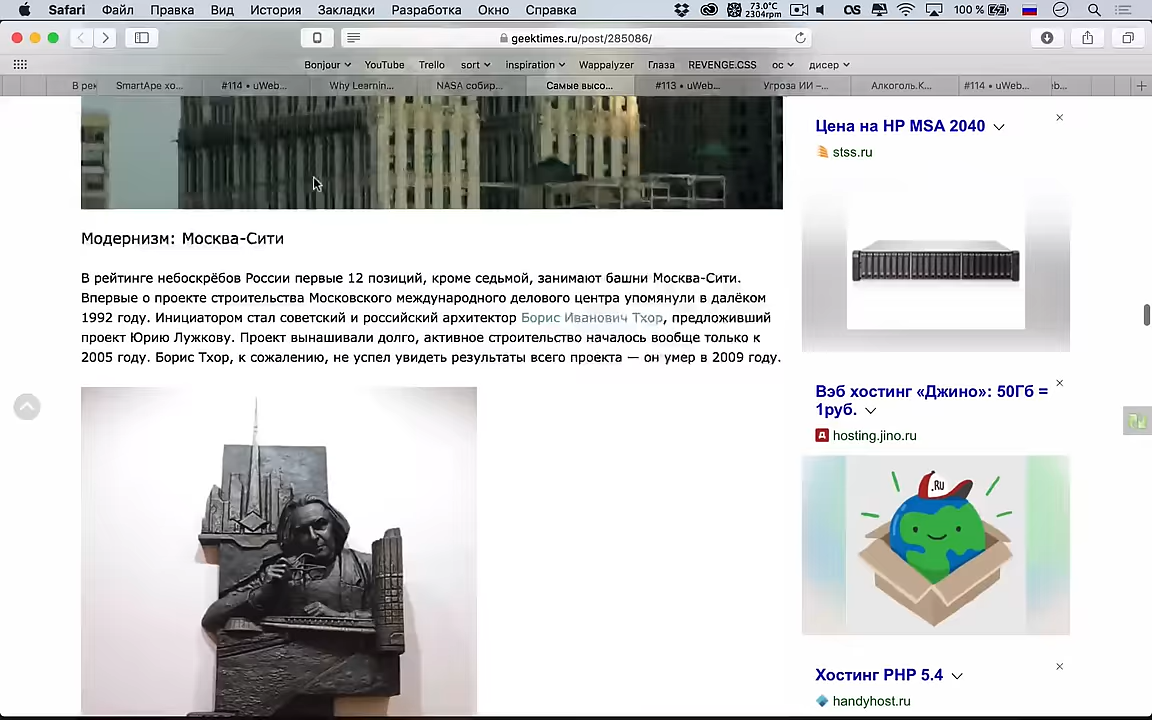 Safari Файл Правка Вид История Закладки Разработка Окно Справка 73.0°C 2304rpm 100 %
geektimes.ru/post/285086/
Bonjour YouTube Trello sort inspiration Wappalyzer Глаза REVENGE.CSS ос дисер
В рек SmartApe хо... #114 • uWeb... Why Learnin... NASA собир... Самые высо... #113 • uWeb... Угроза ИИ –... Алкоголь.К... #114 • uWeb... eb...
Модернизм: Москва-Сити
В рейтинге небоскрёбов России первые 12 позиций, кроме седьмой, занимают башни Москва-Сити.
Впервые о проекте строительства Московского международного делового центра упомянули в далёком
1992 году. Инициатором стал советский и российский архитектор Борис Иванович Тхор, предложивший
проект Юрию Лужкову. Проект вынашивали долго, активное строительство началось вообще только к
2005 году. Борис Тхор, к сожалению, не успел увидеть результаты всего проекта — он умер в 2009 году.
Цена на HP MSA 2040
stss.ru
Вэб хостинг «Джино»: 50Гб =
1руб.
hosting.jino.ru
.RU
Хостинг PHP 5.4
handyhost.ru